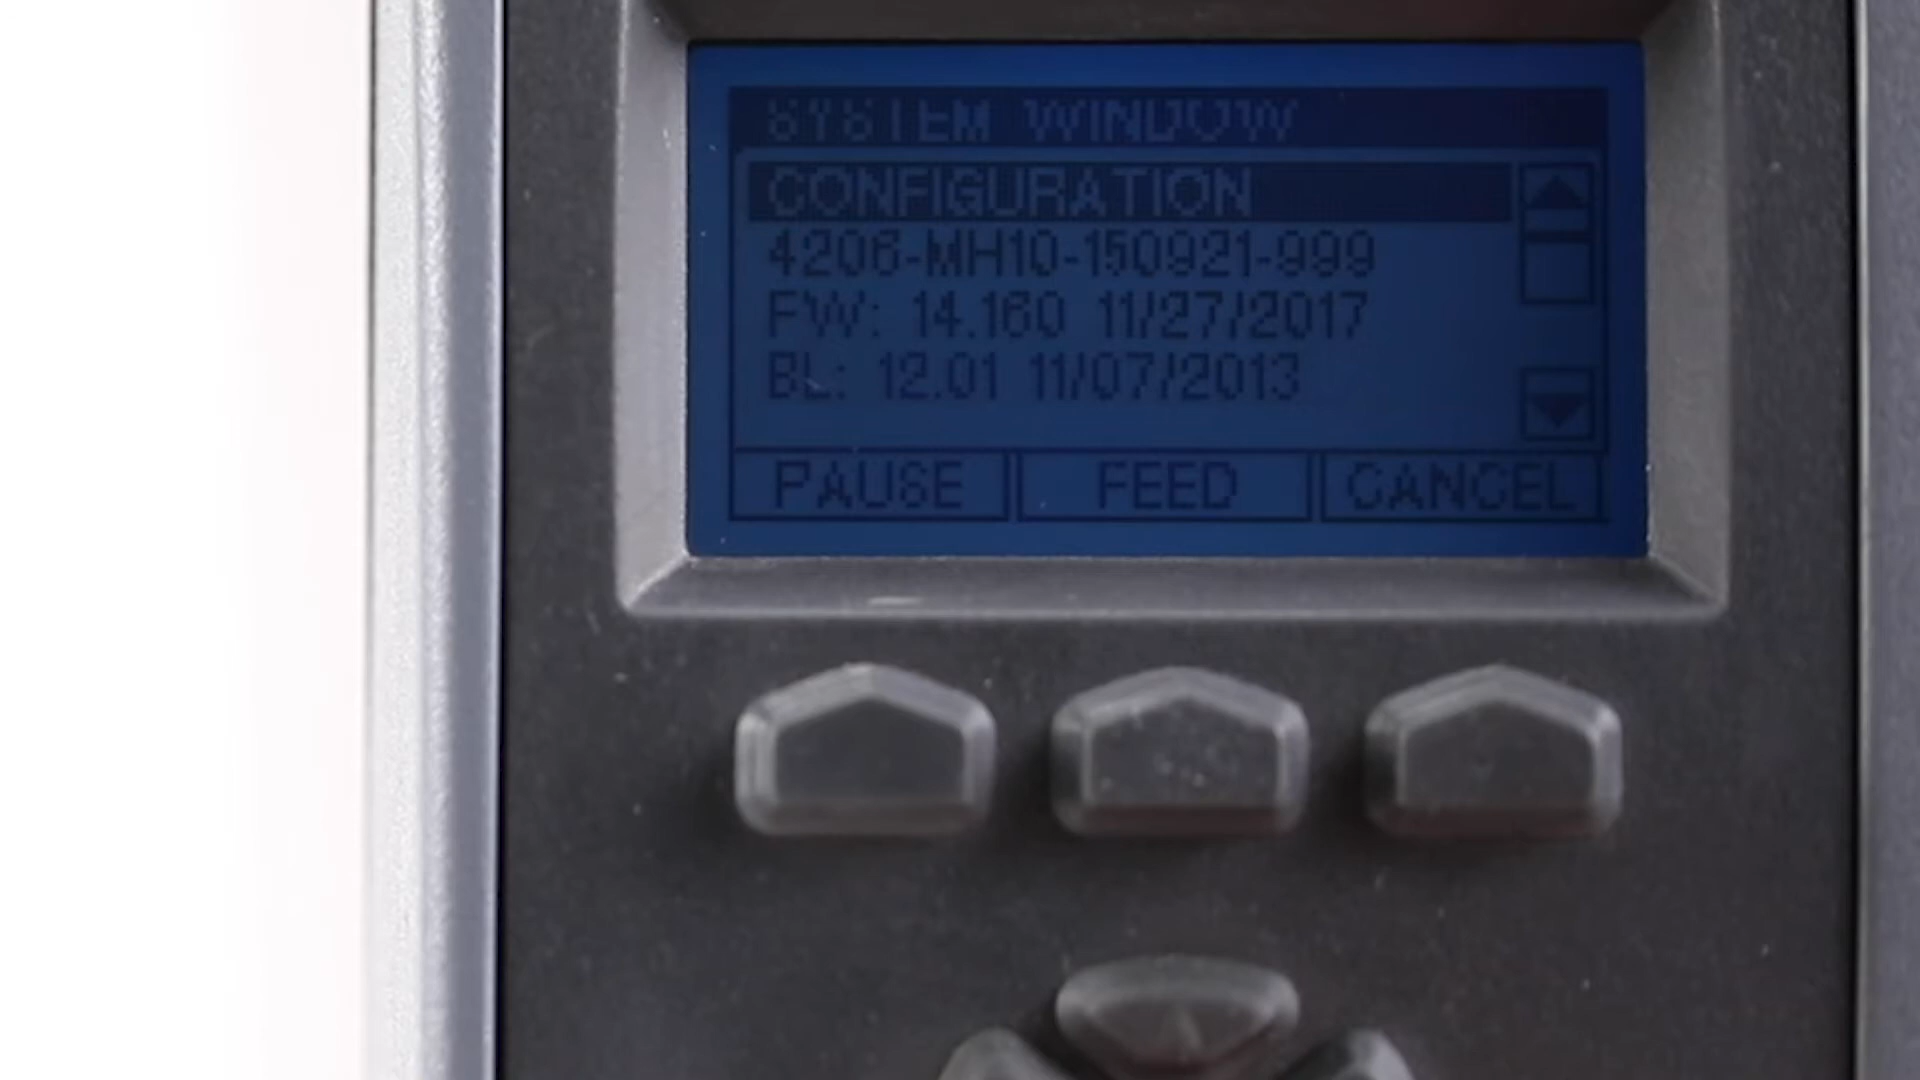 SYSTEM WINDOW
CONFIGURATION
4206-MH10-150921-999
FW: 14.160 11/27/2017
BL: 12.01 11/07/2013
PAUSE FEED CANCEL